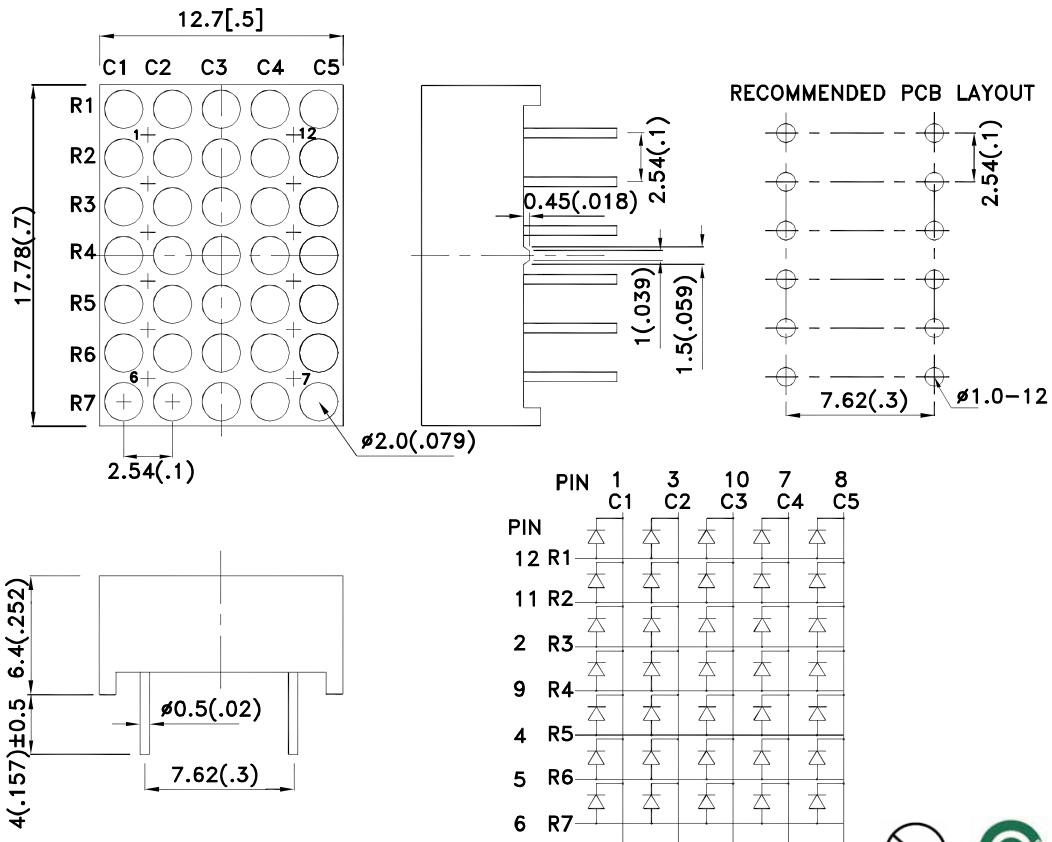 12.7[.5]
C1 C2 C3 C4 C5
R1
1
12
R2
R3
R4
R5
R6
6
7
R7
17.78(.7)
2.54(.1)
ø2.0(.079)
2.54(.1)
0.45(.018)
1(.039)
1.5(.059)
RECOMMENDED PCB LAYOUT
2.54(.1)
7.62(.3)
ø1.0-12
6.4(.252)
4(.157)±0.5
ø0.5(.02)
7.62(.3)
PIN 1 3 10 7 8
C1 C2 C3 C4 C5
PIN
12 R1
11 R2
2 R3
9 R4
4 R5
5 R6
6 R7